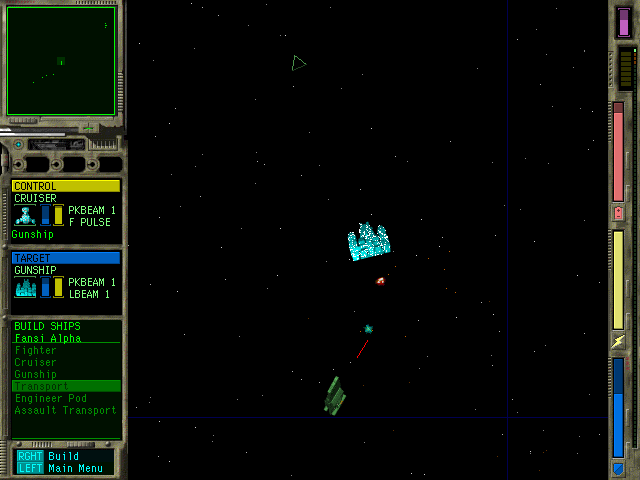 CONTROL
CRUISER
PKBEAM 1
F PULSE
Gunship
TARGET
GUNSHIP
PKBEAM 1
LBEAM 1
BUILD SHIPS
Fansi Alpha
Fighter
Cruiser
Gunship
Transport
Engineer Pod
Assault Transport
RGHT Build
LEFT Main Menu